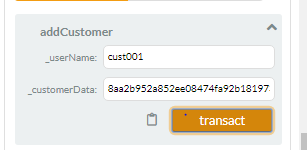 addCustomer
_userName: cust001
_customerData: 8aa2b952a852ee08474fa92b18197
transact